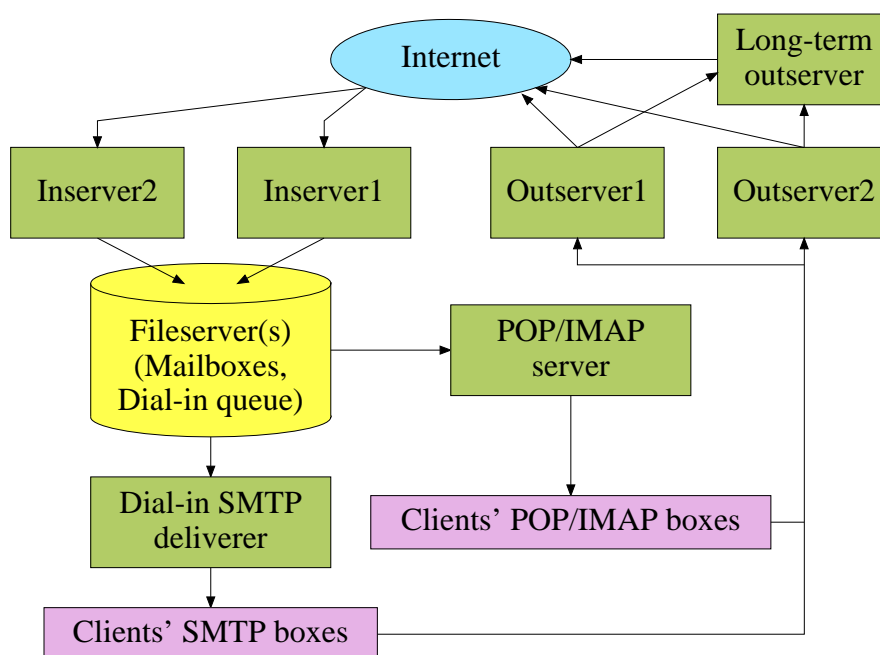 Internet
Long-term
outserver
Inserver2
Inserver1
Outserver1
Outserver2
Fileserver(s)
(Mailboxes,
Dial-in queue)
POP/IMAP
server
Dial-in SMTP
deliverer
Clients’ POP/IMAP boxes
Clients’ SMTP boxes